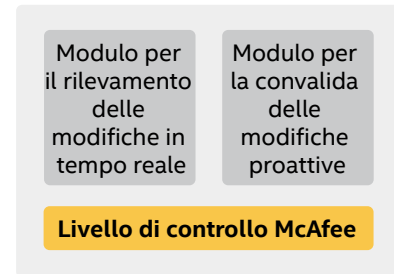 Modulo per
il rilevamento
delle
modifiche in
tempo reale
Modulo per
la convalida
delle
modifiche
proattive
Livello di controllo McAfee